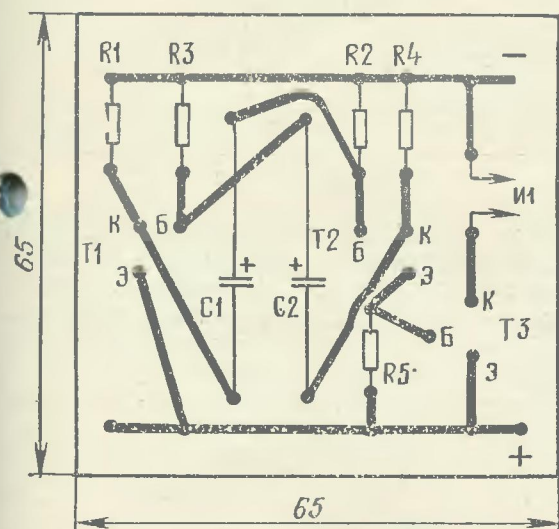 R1 R3 R2 R4 −
И1
К Б T2 К
T1 Б
Э Э
65 + +
C1 C2 К
Б T3
R5 Э
+
65